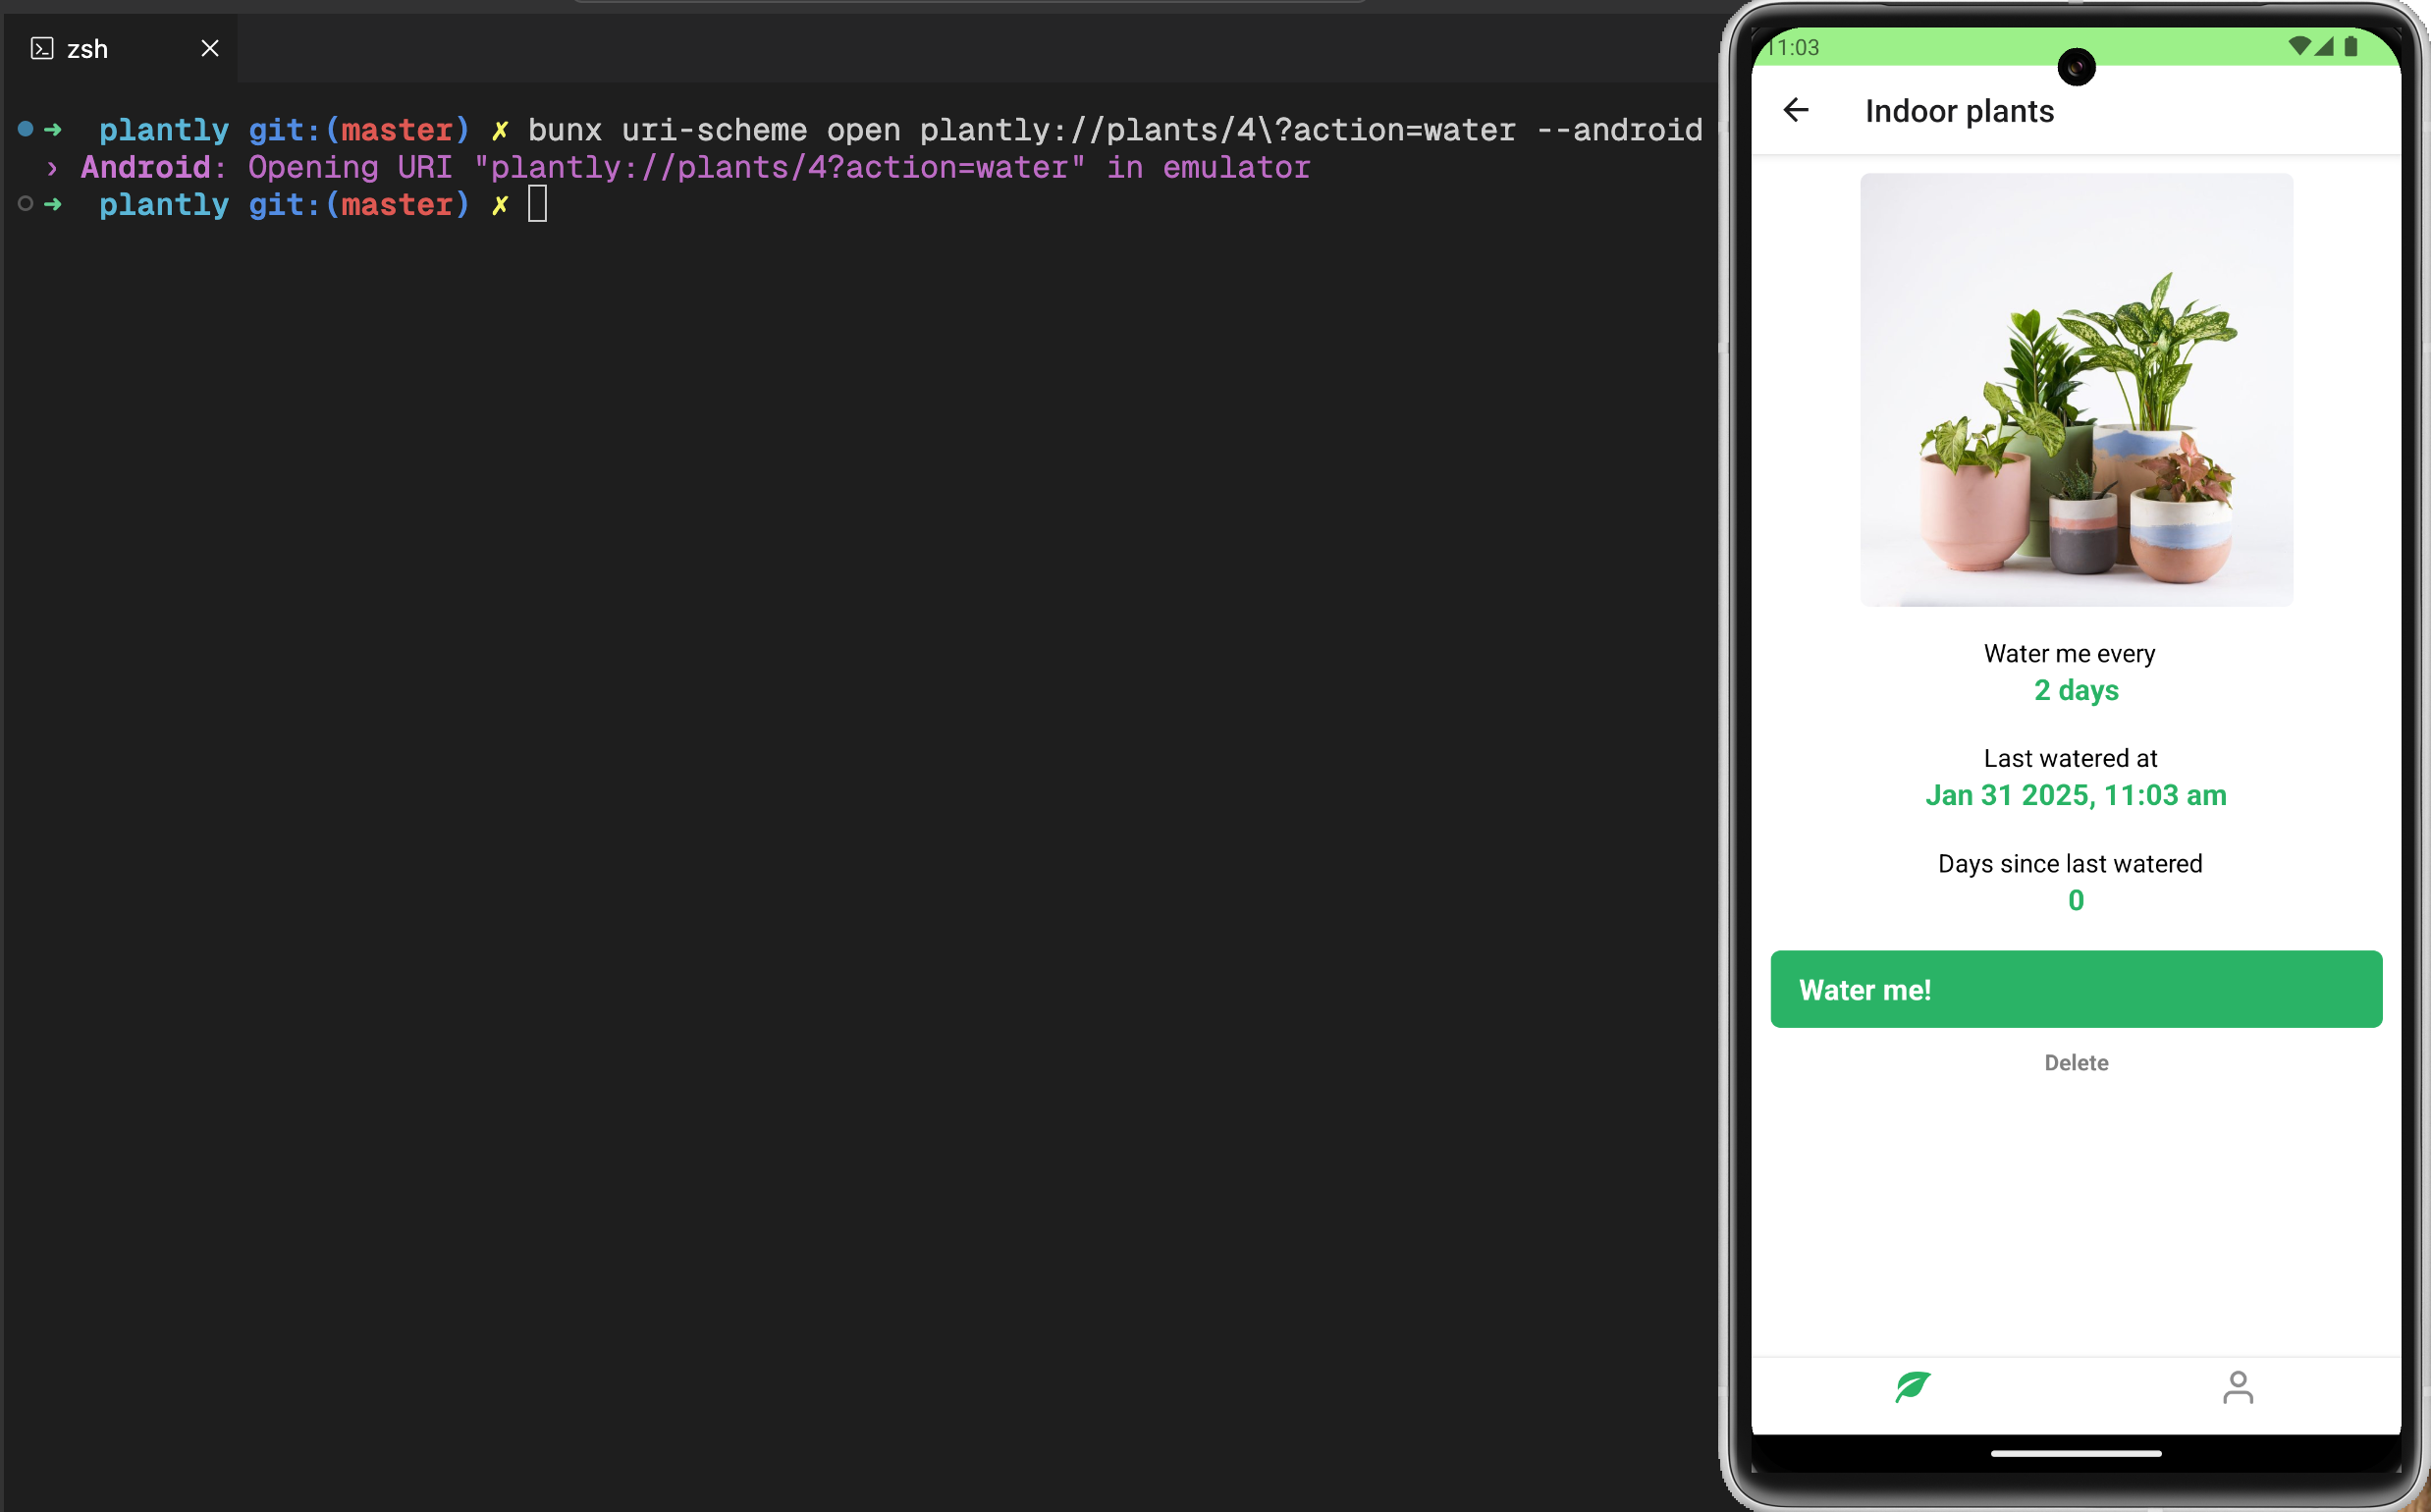 zsh
➜ plantly git:(master) ✗ bunx uri-scheme open plantly://plants/4\?action=water --android
› Android: Opening URI "plantly://plants/4?action=water" in emulator
➜ plantly git:(master) ✗
11:03
Indoor plants
Water me every
2 days
Last watered at
Jan 31 2025, 11:03 am
Days since last watered
0
Water me!
Delete